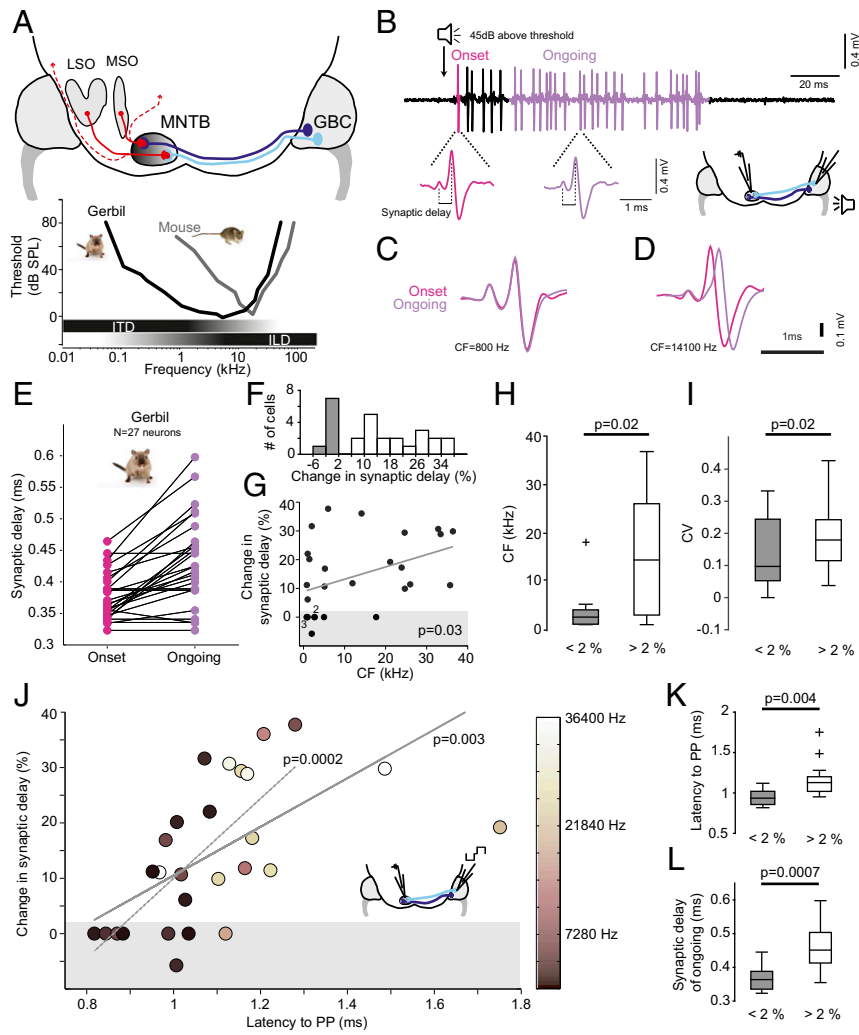 A
LSO
MSO
MNTB
GBC
Gerbil
Mouse
Threshold
(dB SPL)
80
40
0
ITD
ILD
0.01
0.1
1
10
100
Frequency (kHz)
B
45dB above threshold
Onset
Ongoing
0.4 mV
20 ms
Synaptic delay
0.4 mV
1 ms
C
Onset
Ongoing
CF=800 Hz
D
CF=14100 Hz
0.1 mV
1ms
E
Gerbil
N=27 neurons
Synaptic delay (ms)
0.6
0.55
0.5
0.45
0.4
0.35
0.3
Onset
Ongoing
F
# of cells
8
4
0
-6
2
10
18
26
34
Change in synaptic delay (%)
G
Change in
synaptic delay (%)
40
30
20
10
0
2
3
p=0.03
0
10
20
30
40
CF (kHz)
H
p=0.02
CF (kHz)
40
30
20
10
0
< 2 %
> 2 %
I
p=0.02
CV
0.4
0.2
0
-0.1
< 2 %
> 2 %
J
Change in synaptic delay (%)
40
30
20
10
0
p=0.0002
p=0.003
0.8
1
1.2
1.4
1.6
1.8
Latency to PP (ms)
36400 Hz
21840 Hz
7280 Hz
K
p=0.004
Latency to PP
(ms)
2
1.5
1
< 2 %
> 2 %
L
p=0.0007
Synaptic delay
of ongoing (ms)
0.6
0.5
0.4
0.3
< 2 %
> 2 %